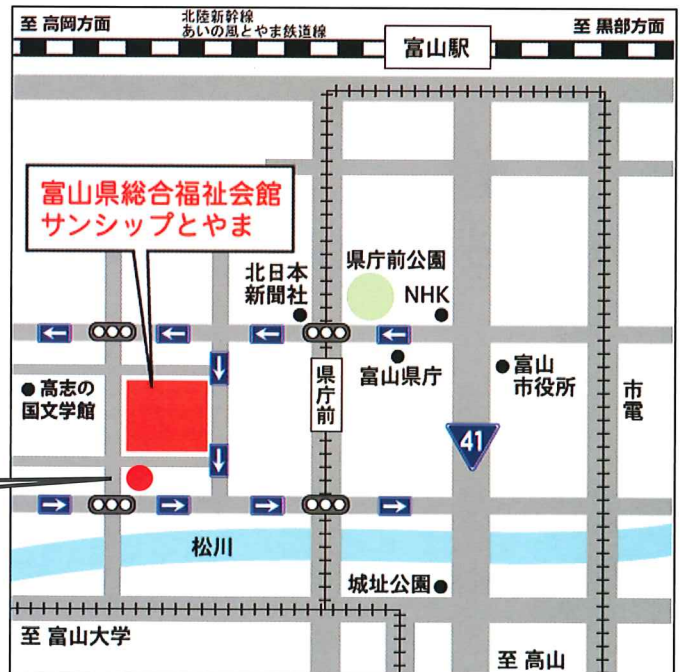 至 高岡方面
北陸新幹線
あいの風とやま鉄道線
富山駅
至 黒部方面
富山県総合福祉会館
サンシップとやま
北日本
新聞社
県庁前公園
NHK
富山県庁
県庁前
富山
市役所
市電
高志の
国文学館
41
松川
城址公園
至 富山大学
至 高山